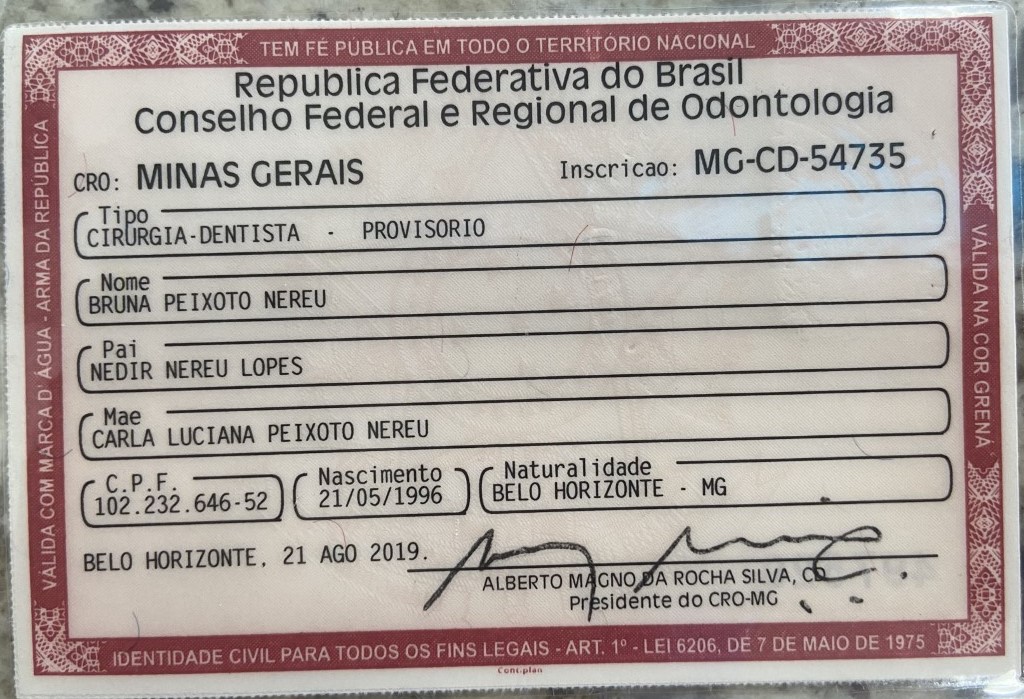 TEM FÉ PÚBLICA EM TODO O TERRITÓRIO NACIONAL
Republica Federativa do Brasil
Conselho Federal e Regional de Odontologia
CRO: MINAS GERAIS Inscricao: MG-CD-54735
Tipo
CIRURGIA-DENTISTA - PROVISORIO
Nome
BRUNA PEIXOTO NEREU
Pai
NEDIR NEREU LOPES
Mae
CARLA LUCIANA PEIXOTO NEREU
C.P.F. Nascimento Naturalidade
102.232.646-52 21/05/1996 BELO HORIZONTE - MG
BELO HORIZONTE, 21 AGO 2019.
ALBERTO MAGNO DA ROCHA SILVA, CD
Presidente do CRO-MG
IDENTIDADE CIVIL PARA TODOS OS FINS LEGAIS - ART. 1º - LEI 6206, DE 7 DE MAIO DE 1975
VÁLIDA COM MARCA D' ÁGUA - ARMA DA REPÚBLICA
VÁLIDA NA COR GRENÁ